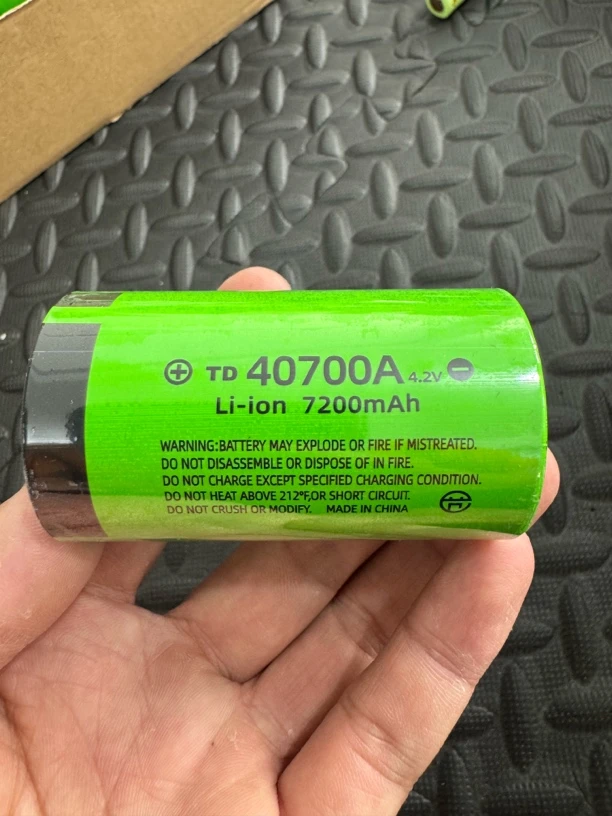 ⊕ TD 40700A 4.2V ⊖
Li-ion 7200mAh
WARNING:BATTERY MAY EXPLODE OR FIRE IF MISTREATED.
DO NOT DISASSEMBLE OR DISPOSE OF IN FIRE.
DO NOT CHARGE EXCEPT SPECIFIED CHARGING CONDITION.
DO NOT HEAT ABOVE 212°F,OR SHORT CIRCUIT.
DO NOT CRUSH OR MODIFY. MADE IN CHINA